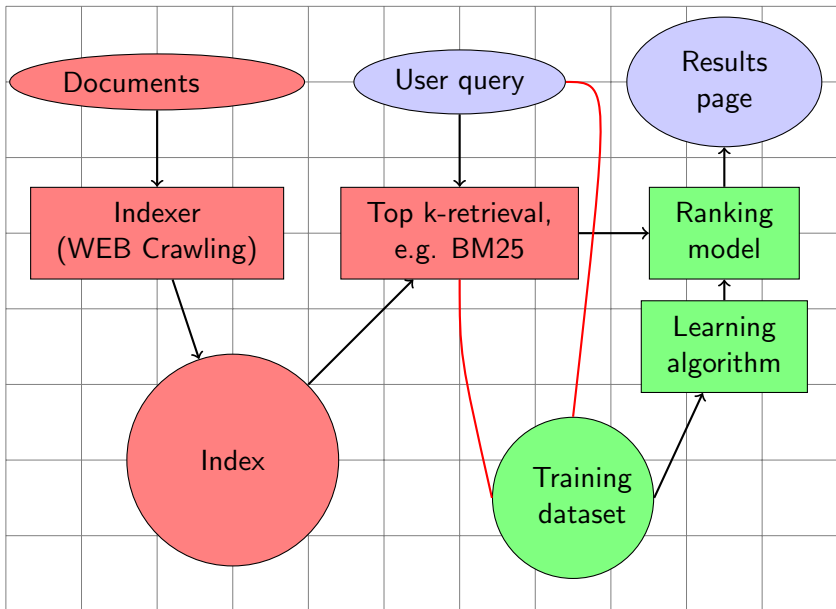 Documents
User query
Results
page
Indexer
(WEB Crawling)
Top k-retrieval,
e.g. BM25
Ranking
model
Learning
algorithm
Index
Training
dataset